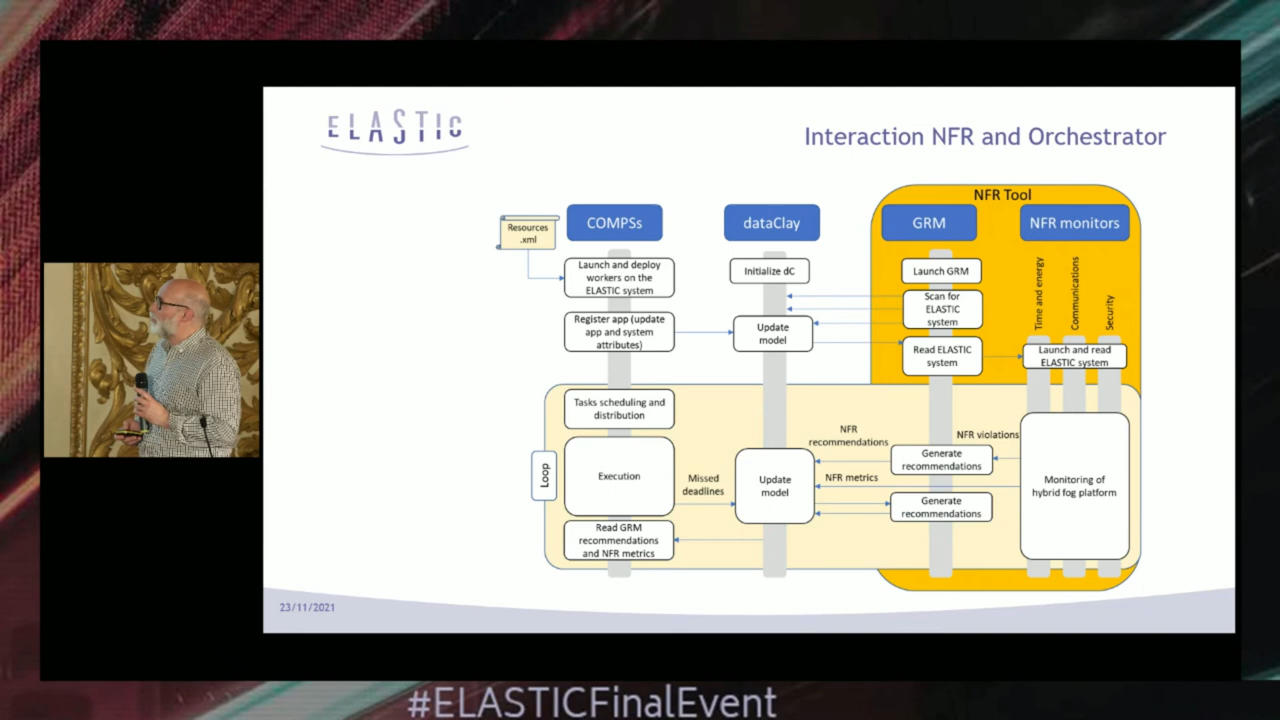 ELASTIC
Interaction NFR and Orchestrator
NFR Tool
Resources
.xml
COMPSs
dataClay
GRM
NFR monitors
Launch and deploy
workers on the
ELASTIC system
Initialize dC
Launch GRM
Scan for
ELASTIC
system
Time and energy
Communications
Security
Register app (update
app and system
attributes)
Update
model
Read ELASTIC
system
Launch and read
ELASTIC system
Tasks scheduling and
distribution
Loop
Execution
Missed
deadlines
Update
model
NFR
recommendations
NFR violations
Generate
recommendations
NFR metrics
Generate
recommendations
Monitoring of
hybrid fog platform
Read GRM
recommendations
and NFR metrics
23/11/2021
#ELASTICFinalEvent